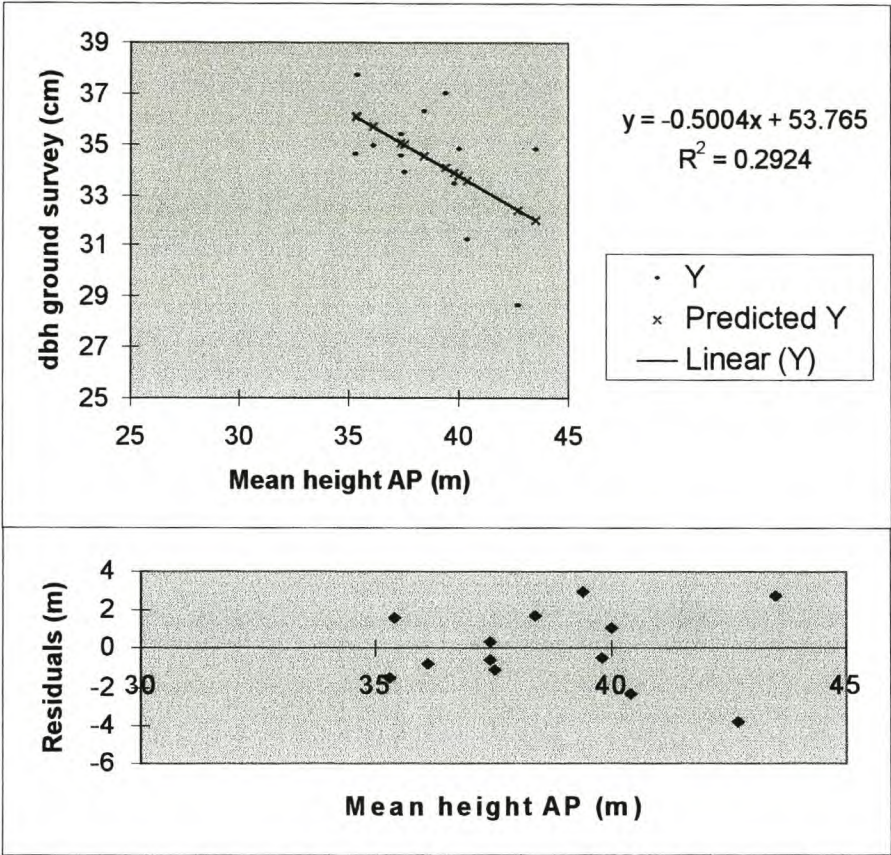 39
37
35
33
31
29
27
25
dbh ground survey (cm)
25 30 35 40 45
Mean height AP (m)
y = -0.5004x + 53.765
R² = 0.2924
Y
Predicted Y
Linear (Y)
4
2
0
-2
-4
-6
Residuals (m)
30 35 40 45
Mean height AP (m)